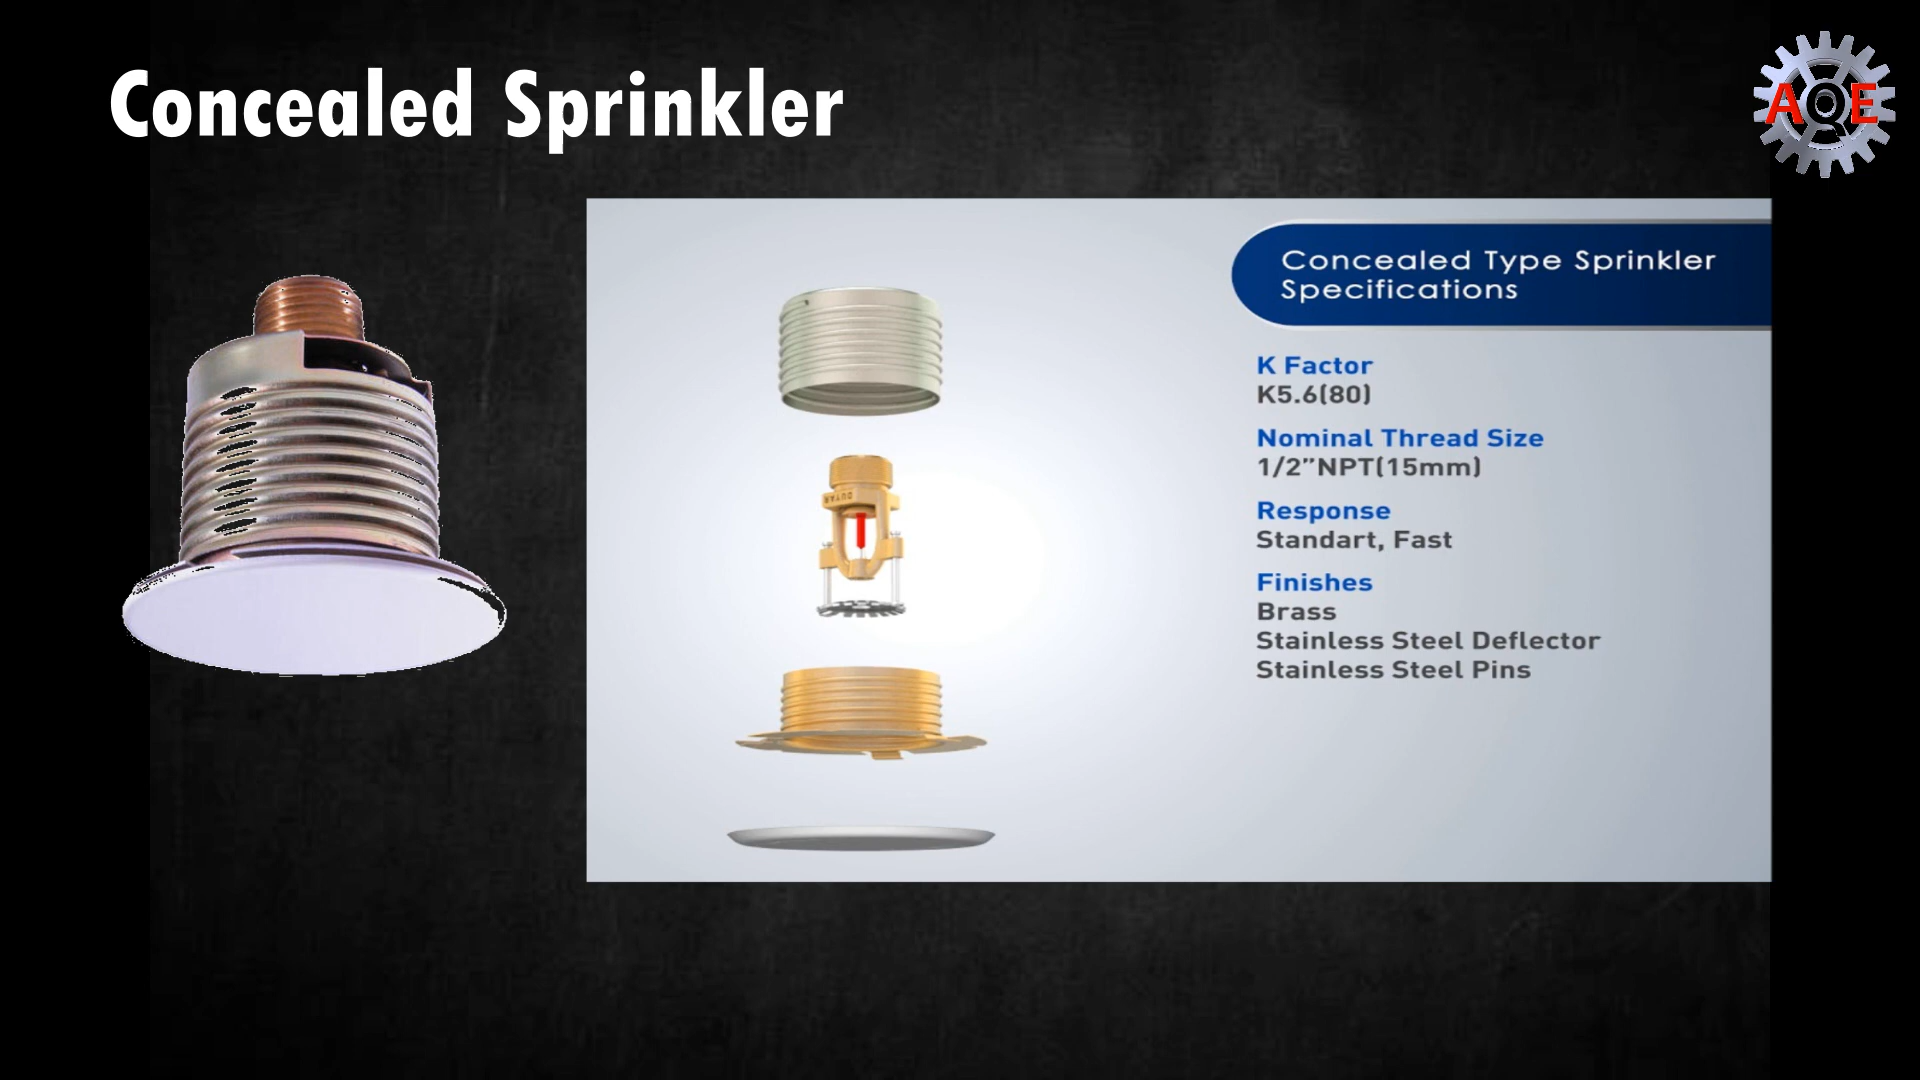 Concealed Sprinkler
AQE
DUYAR
Concealed Type Sprinkler
Specifications
K Factor
K5.6(80)
Nominal Thread Size
1/2”NPT(15mm)
Response
Standart, Fast
Finishes
Brass
Stainless Steel Deflector
Stainless Steel Pins